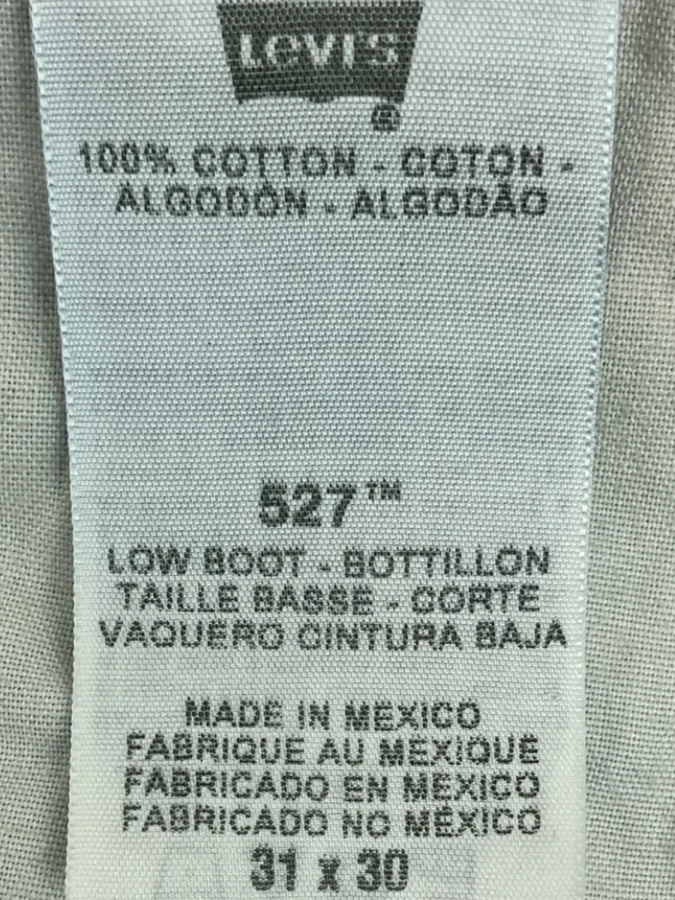 LEVI'S
®
100% COTTON - COTON -
ALGODÓN - ALGODÃO
527™
LOW BOOT - BOTTILLON
TAILLE BASSE - CORTE
VAQUERO CINTURA BAJA
MADE IN MEXICO
FABRIQUE AU MEXIQUE
FABRICADO EN MEXICO
FABRICADO NO MÉXICO
31 x 30